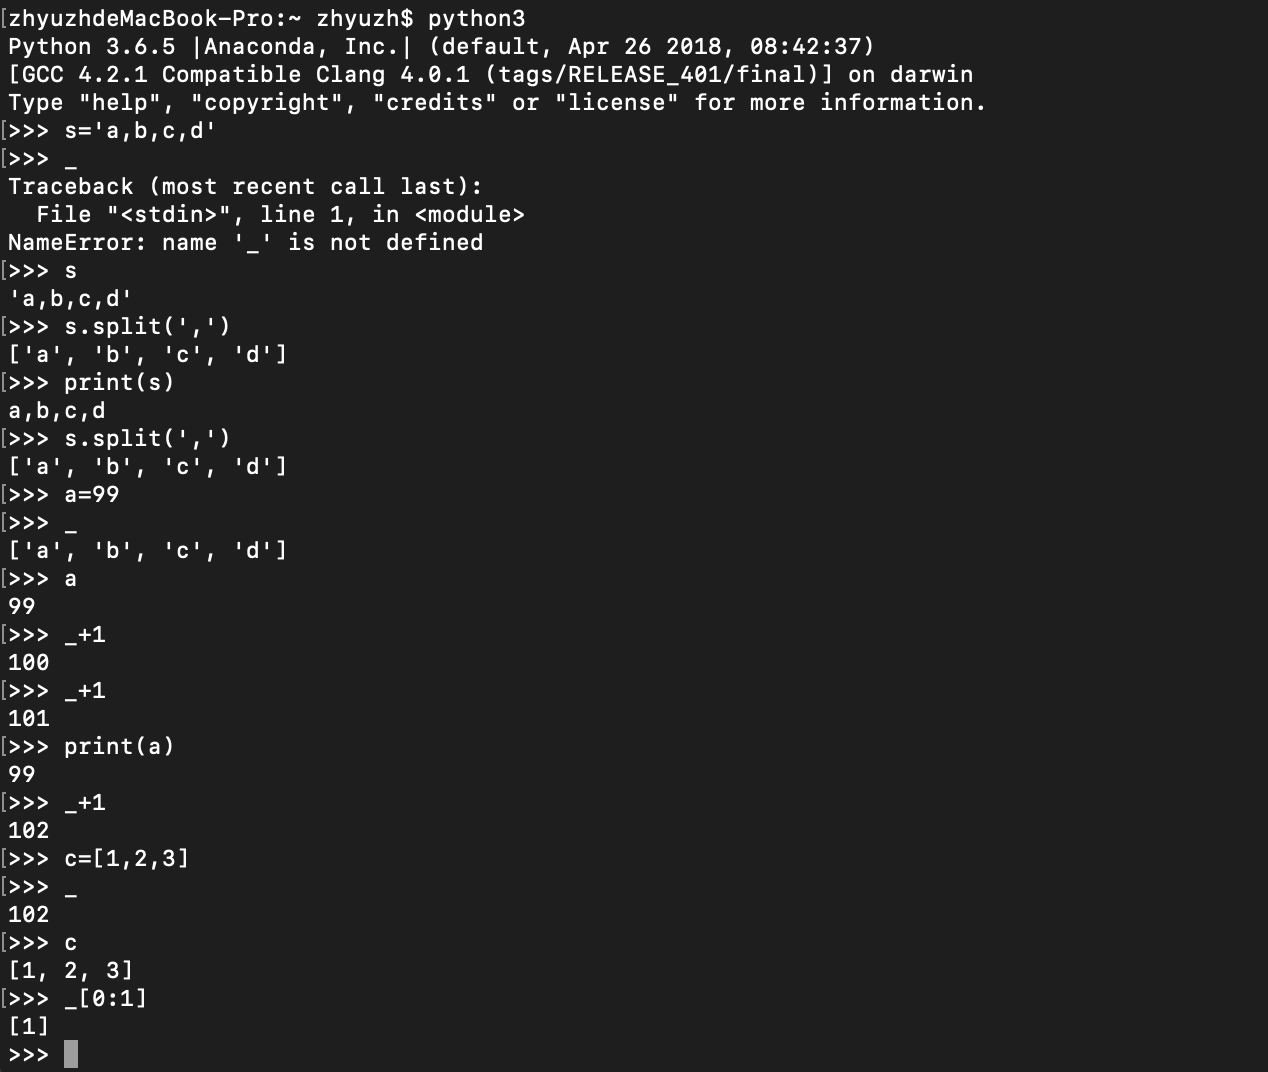 [zhyuzhdeMacBook-Pro:~ zhyuzh$ python3
Python 3.6.5 |Anaconda, Inc.| (default, Apr 26 2018, 08:42:37)
[GCC 4.2.1 Compatible Clang 4.0.1 (tags/RELEASE_401/final)] on darwin
Type "help", "copyright", "credits" or "license" for more information.
[>>> s='a,b,c,d'
[>>> _
Traceback (most recent call last):
  File "<stdin>", line 1, in <module>
NameError: name '_' is not defined
[>>> s
'a,b,c,d'
[>>> s.split(',')
['a', 'b', 'c', 'd']
[>>> print(s)
a,b,c,d
[>>> s.split(',')
['a', 'b', 'c', 'd']
[>>> a=99
[>>> _
['a', 'b', 'c', 'd']
[>>> a
99
[>>> _+1
100
[>>> _+1
101
[>>> print(a)
99
[>>> _+1
102
[>>> c=[1,2,3]
[>>> _
102
[>>> c
[1, 2, 3]
[>>> _[0:1]
[1]
>>>